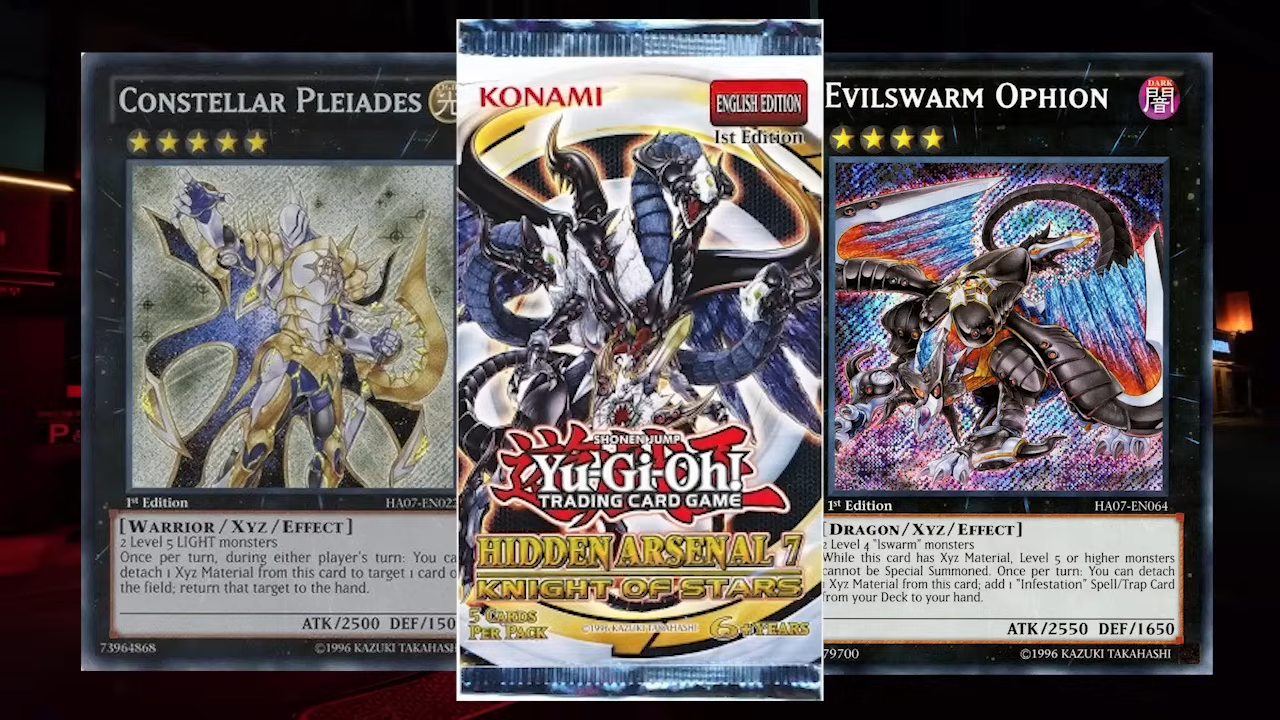 CONSTELLAR PLEIADES
光
1st Edition
HA07-EN022
[WARRIOR/XYZ/EFFECT]
2 Level 5 LIGHT monsters
Once per turn, during either player's turn: You ca
detach 1 Xyz Material from this card to target 1 card o
the field; return that target to the hand.
ATK/2500 DEF/150
73964868
©1996 KAZUKI TAKAHASH
KONAMI
ENGLISH EDITION
1st Edition
SHONEN JUMP
Yu-Gi-Oh!
TRADING CARD GAME
HIDDEN ARSENAL 7
KNIGHT OF STARS
5 CARDS
PER PACK
©1996 KAZUKI TAKAHASHI
6+YEARS
EVILSWARM OPHION
DARK
闇
1st Edition
HA07-EN064
[DRAGON/XYZ/EFFECT]
2 Level 4 "lswarm" monsters
While this card has Xyz Material, Level 5 or higher monsters
cannot be Special Summoned. Once per turn: You can detach
1 Xyz Material from this card; add 1 "Infestation" Spell/Trap Card
from your Deck to your hand.
ATK/2550 DEF/1650
79700
©1996 KAZUKI TAKAHASHI